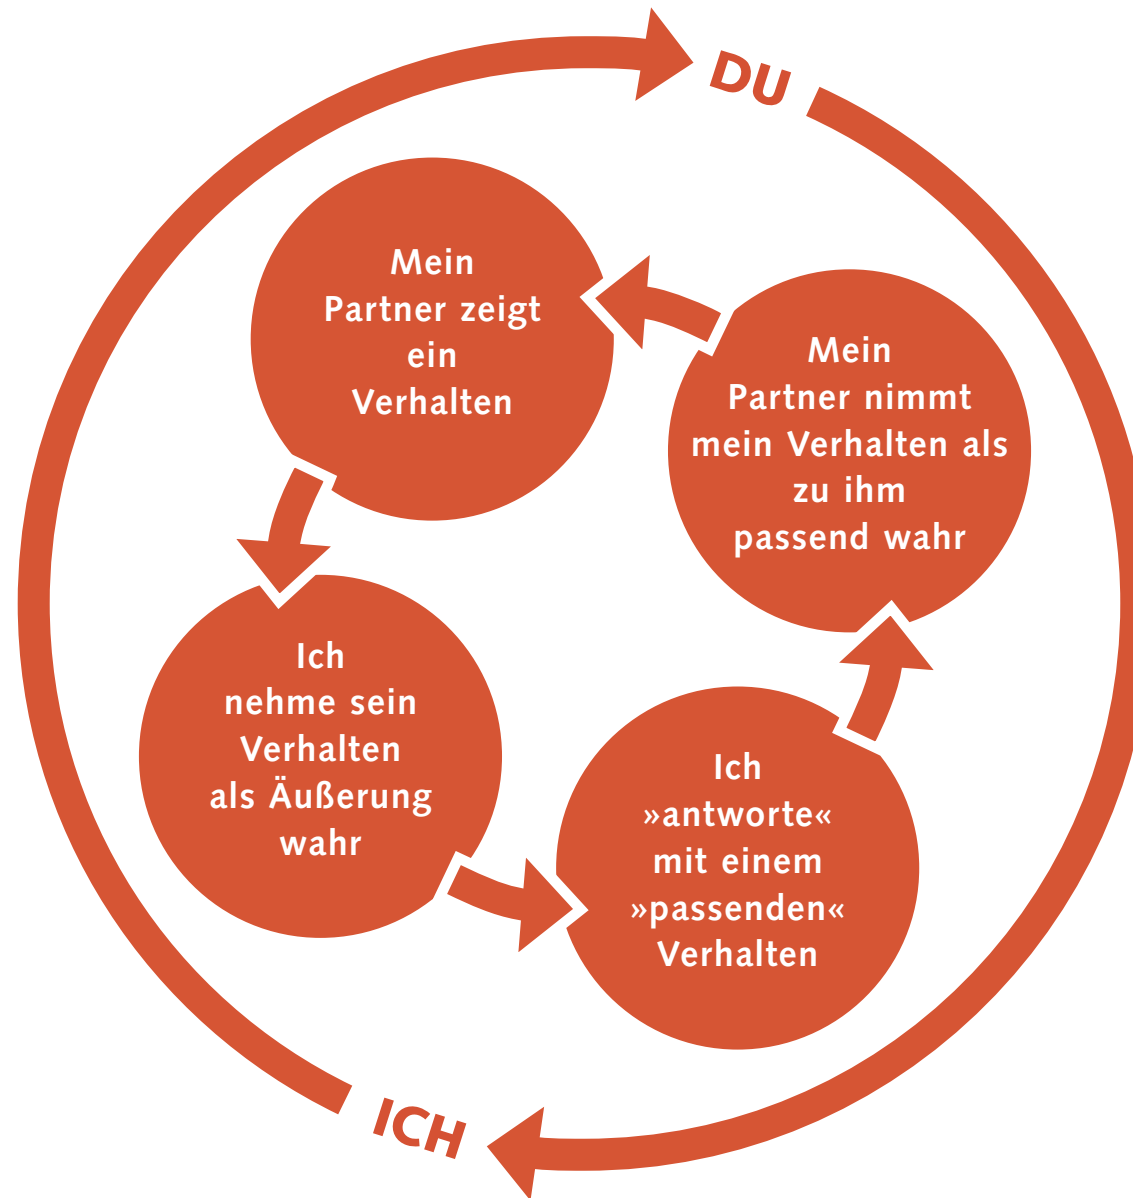 DU
Mein
Partner zeigt
ein
Verhalten
Mein
Partner nimmt
mein Verhalten als
zu ihm
passend wahr
Ich
nehme sein
Verhalten
als Äußerung
wahr
Ich
»antworte«
mit einem
»passenden«
Verhalten
ICH